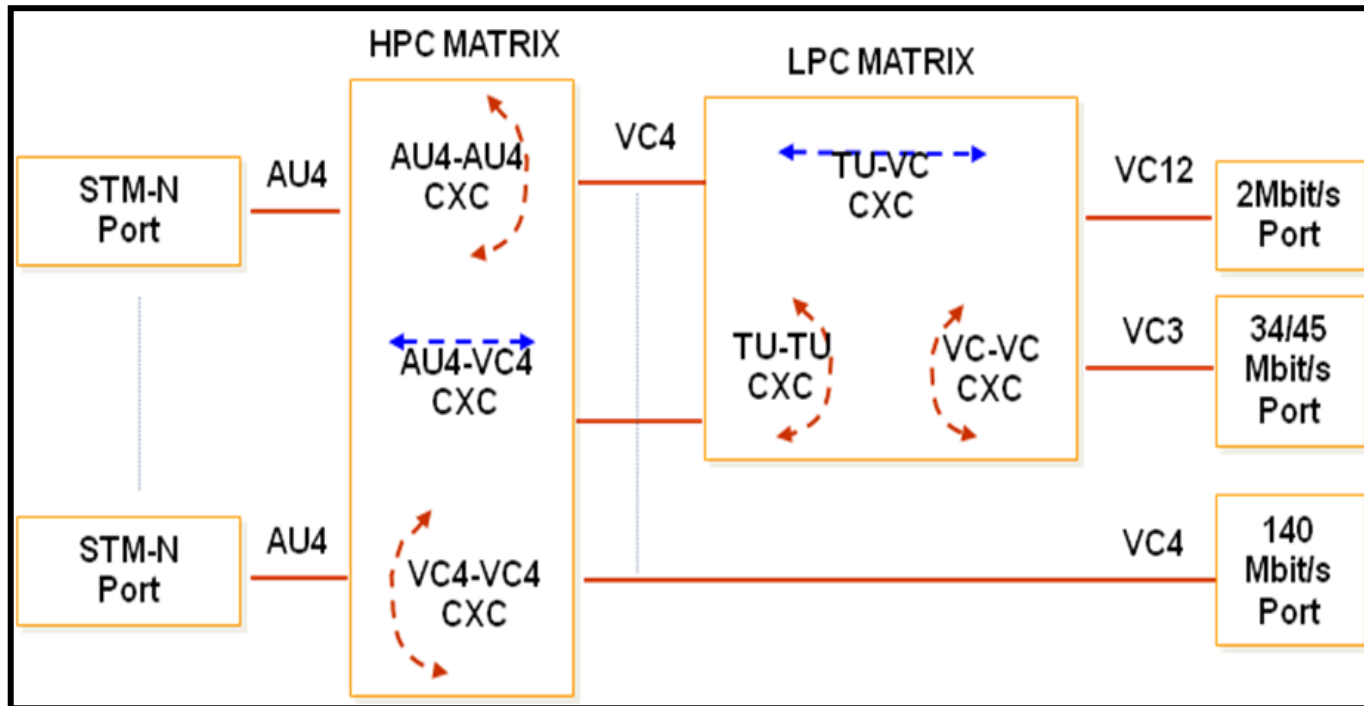 HPC MATRIX
LPC MATRIX
STM-N
Port
AU4
AU4-AU4
CXC
VC4
TU-VC
CXC
VC12
2Mbit/s
Port
AU4-VC4
CXC
TU-TU
CXC
VC-VC
CXC
VC3
34/45
Mbit/s
Port
STM-N
Port
AU4
VC4-VC4
CXC
VC4
140
Mbit/s
Port